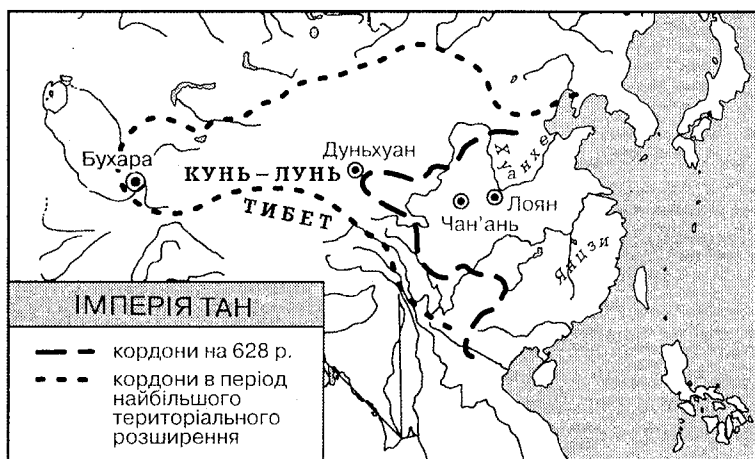 Бухара
Дуньхуан
КУНЬ – ЛУНЬ
ТИБЕТ
Хуанхе
Чан’ань
Лоян
Янцзи
ІМПЕРІЯ ТАН
кордони на 628 р.
кордони в період
найбільшого
територіального
розширення